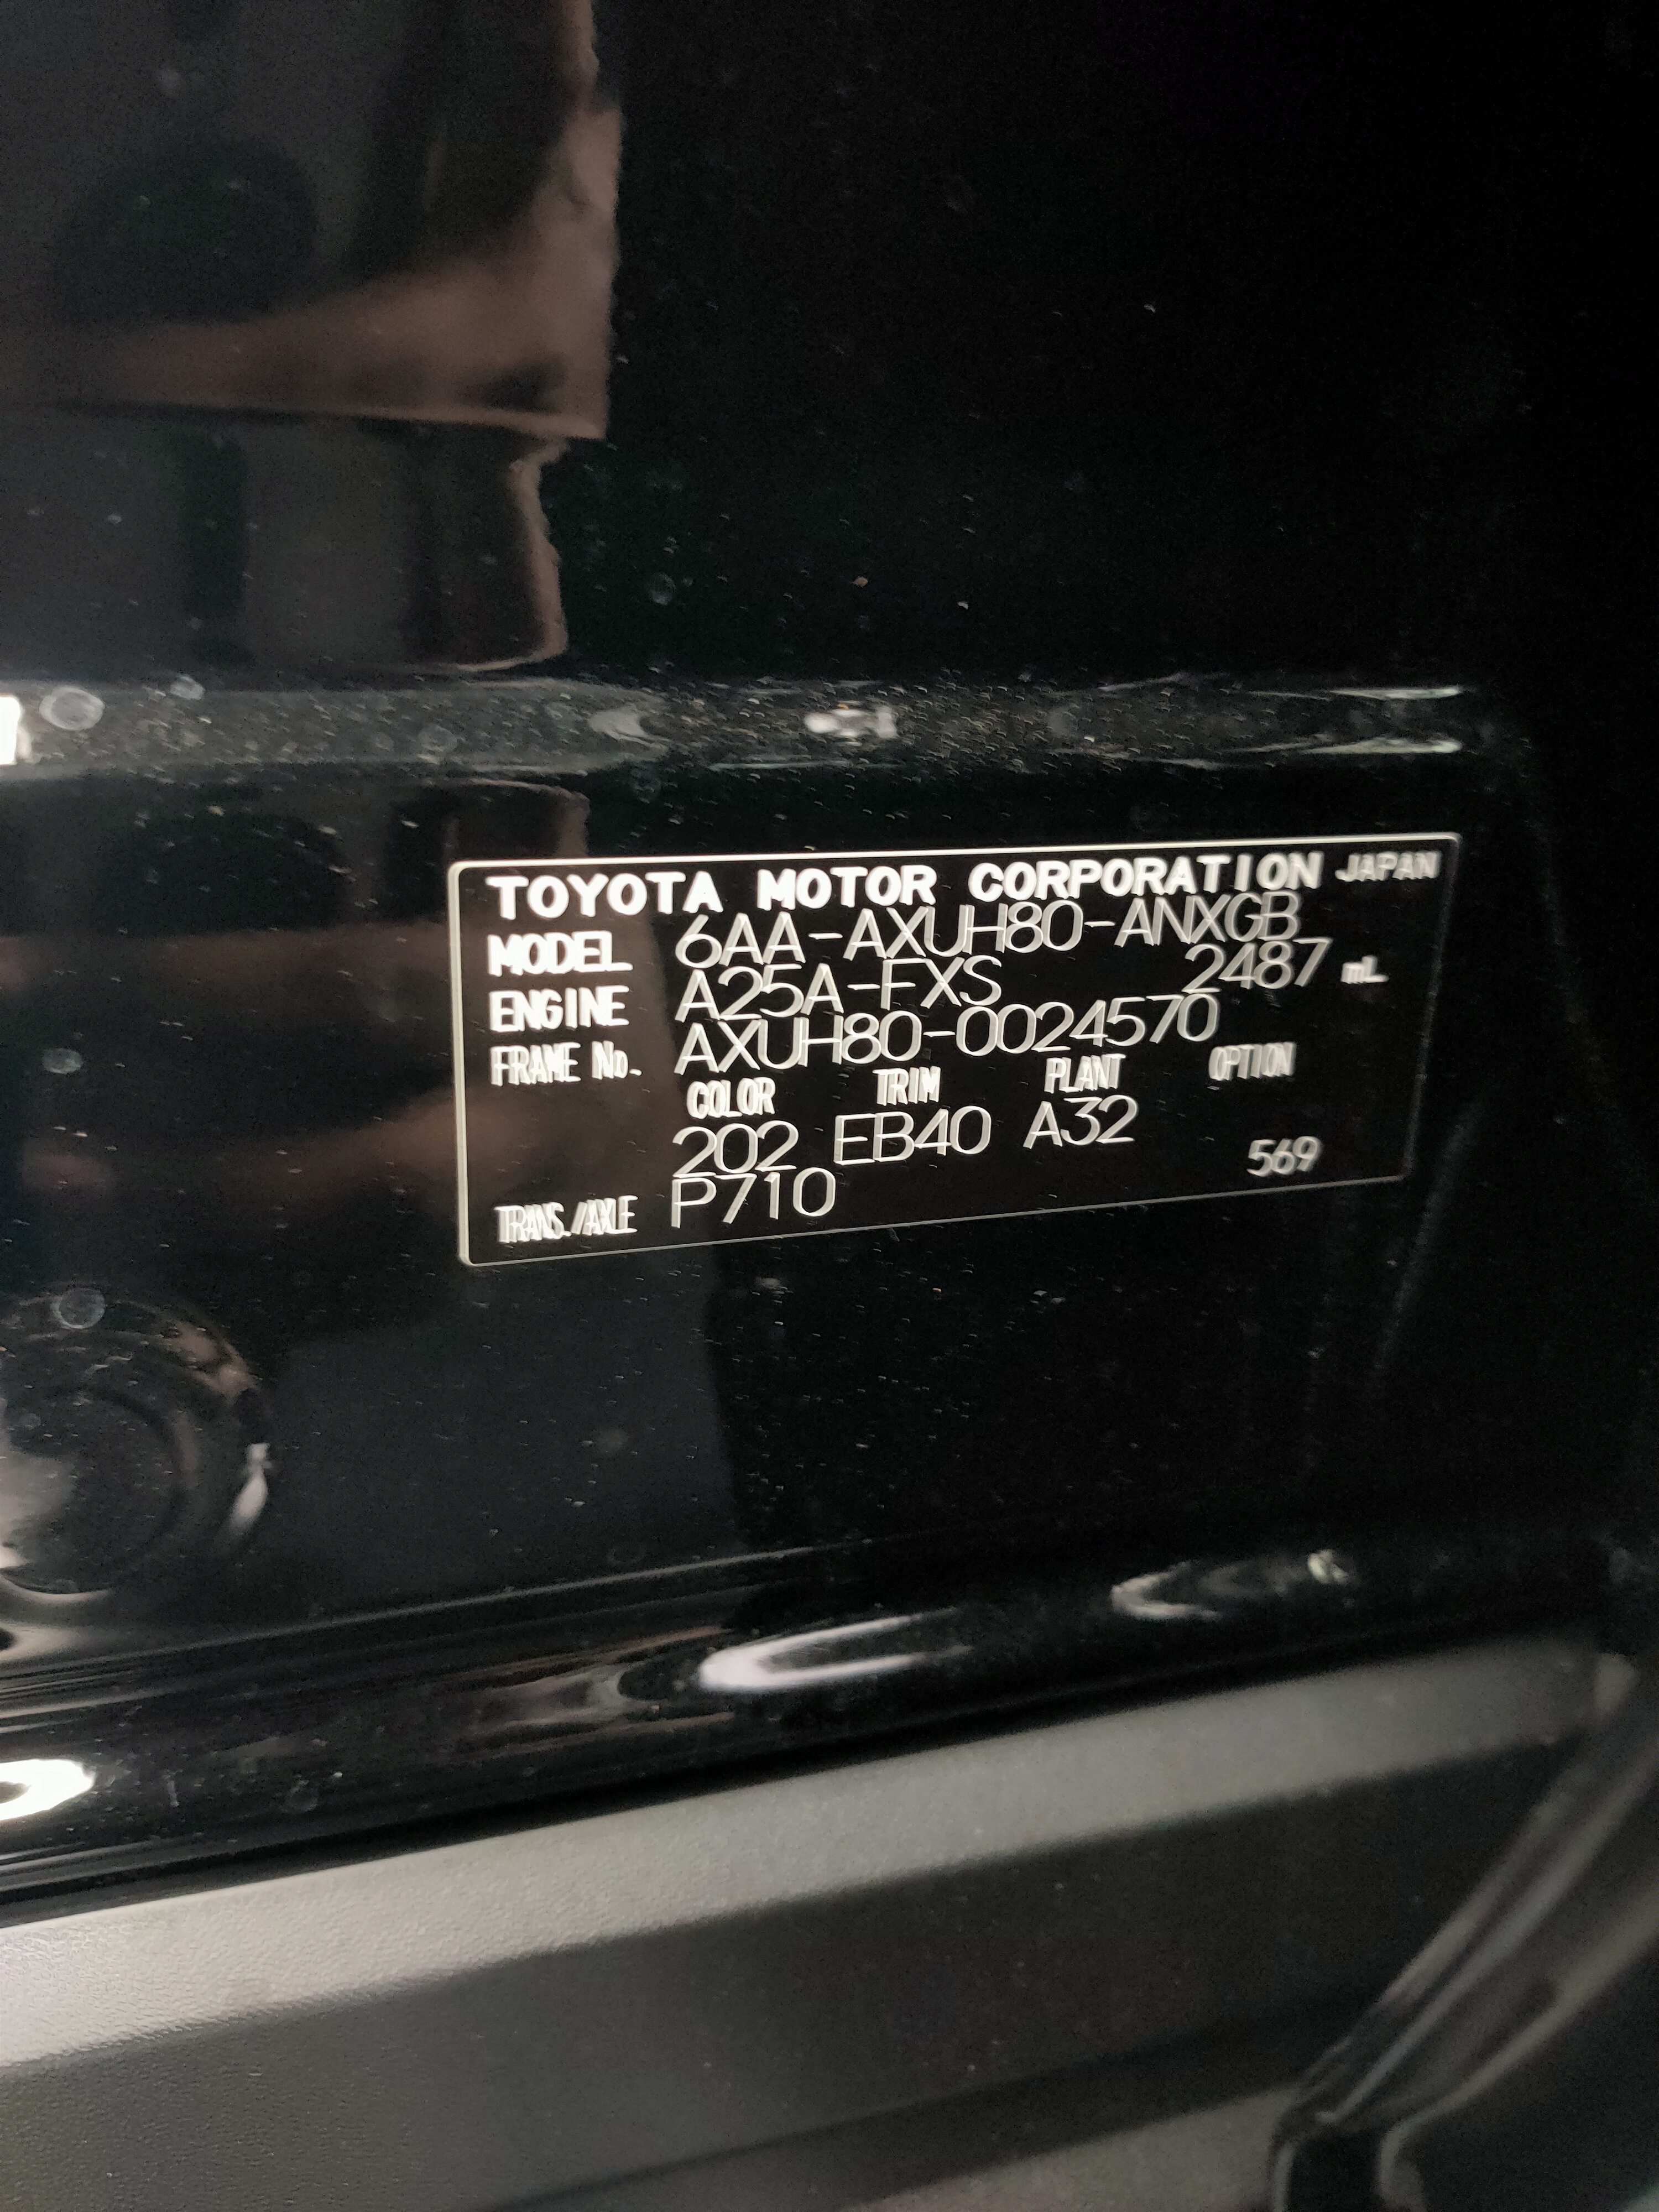 TOYOTA MOTOR CORPORATION JAPAN
MODEL 6AA-AXUH80-ANXGB
ENGINE A25A-FXS 2487 mL
FRAME No. AXUH80-0024570
COLOR TRIM PLANT OPTION
202 EB40 A32
569
TRANS./AXLE P710